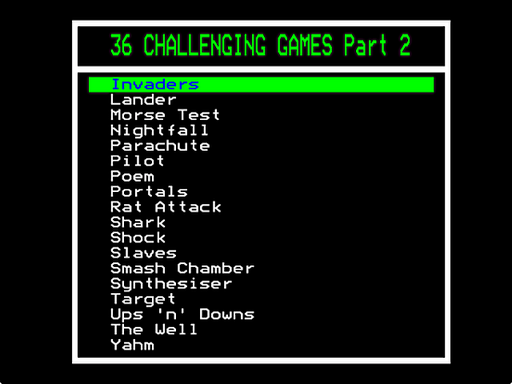 36 CHALLENGING GAMES Part 2
Invaders
Lander
Morse Test
Nightfall
Parachute
Pilot
Poem
Portals
Rat Attack
Shark
Shock
Slaves
Smash Chamber
Synthesiser
Target
Ups 'n' Downs
The Well
Yahm